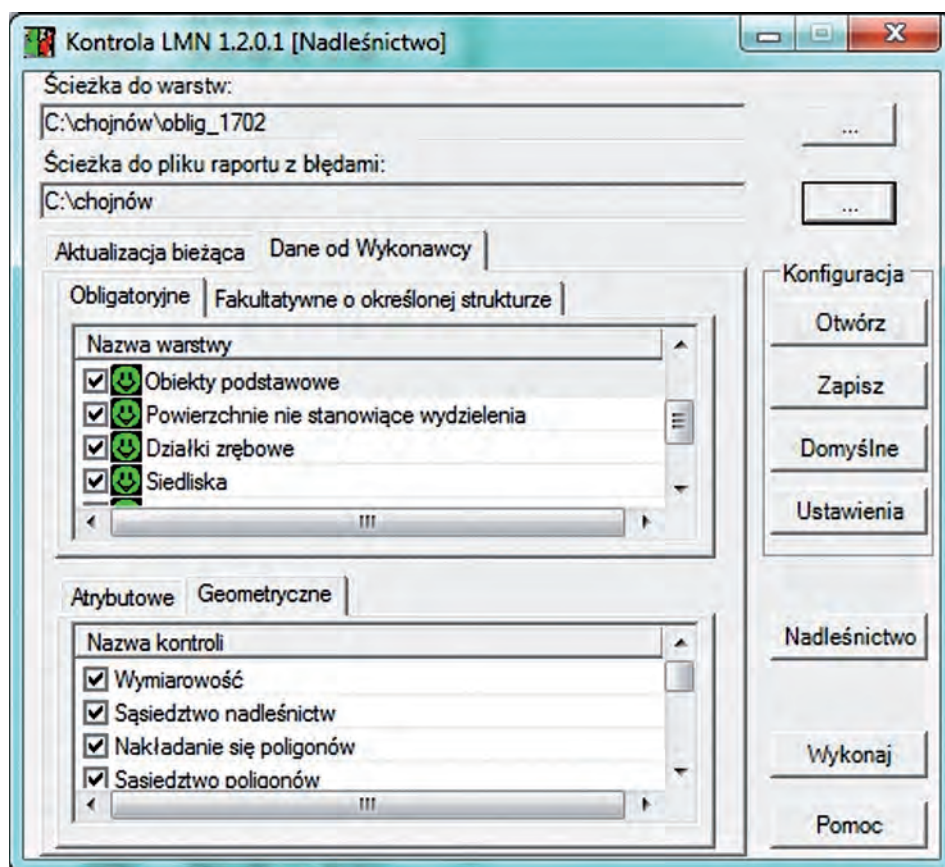 Kontrola LMN 1.2.0.1 [Nadleśnictwo]
Ścieżka do warstw:
C:\chojnów\oblig_1702
...
Ścieżka do pliku raportu z błędami:
C:\chojnów
...
Aktualizacja bieżąca
Dane od Wykonawcy
Obligatoryjne
Fakultatywne o określonej strukturze
Nazwa warstwy
Obiekty podstawowe
Powierzchnie nie stanowiące wydzielenia
Działki zrębowe
Siedliska
Atrybutowe
Geometryczne
Nazwa kontroli
Wymiarowość
Sąsiedztwo nadleśnictw
Nakładanie się poligonów
Sąsiedztwo poligonów
Konfiguracja
Otwórz
Zapisz
Domyślne
Ustawienia
Nadleśnictwo
Wykonaj
Pomoc